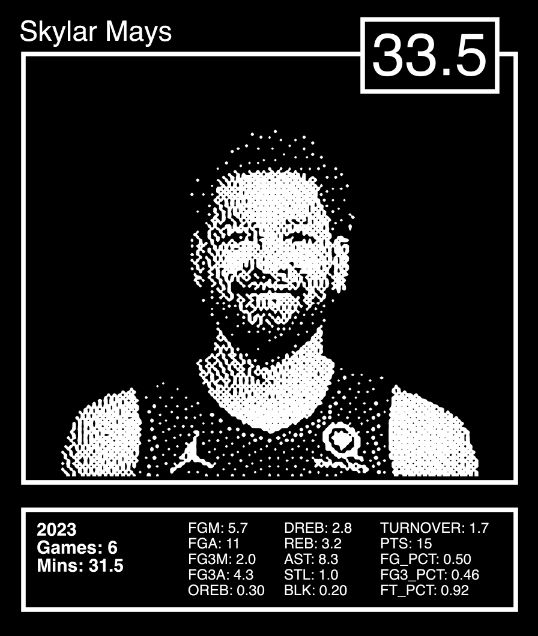 Skylar Mays
33.5
2023
Games: 6
Mins: 31.5
FGM: 5.7
FGA: 11
FG3M: 2.0
FG3A: 4.3
OREB: 0.30
DREB: 2.8
REB: 3.2
AST: 8.3
STL: 1.0
BLK: 0.20
TURNOVER: 1.7
PTS: 15
FG_PCT: 0.50
FG3_PCT: 0.46
FT_PCT: 0.92